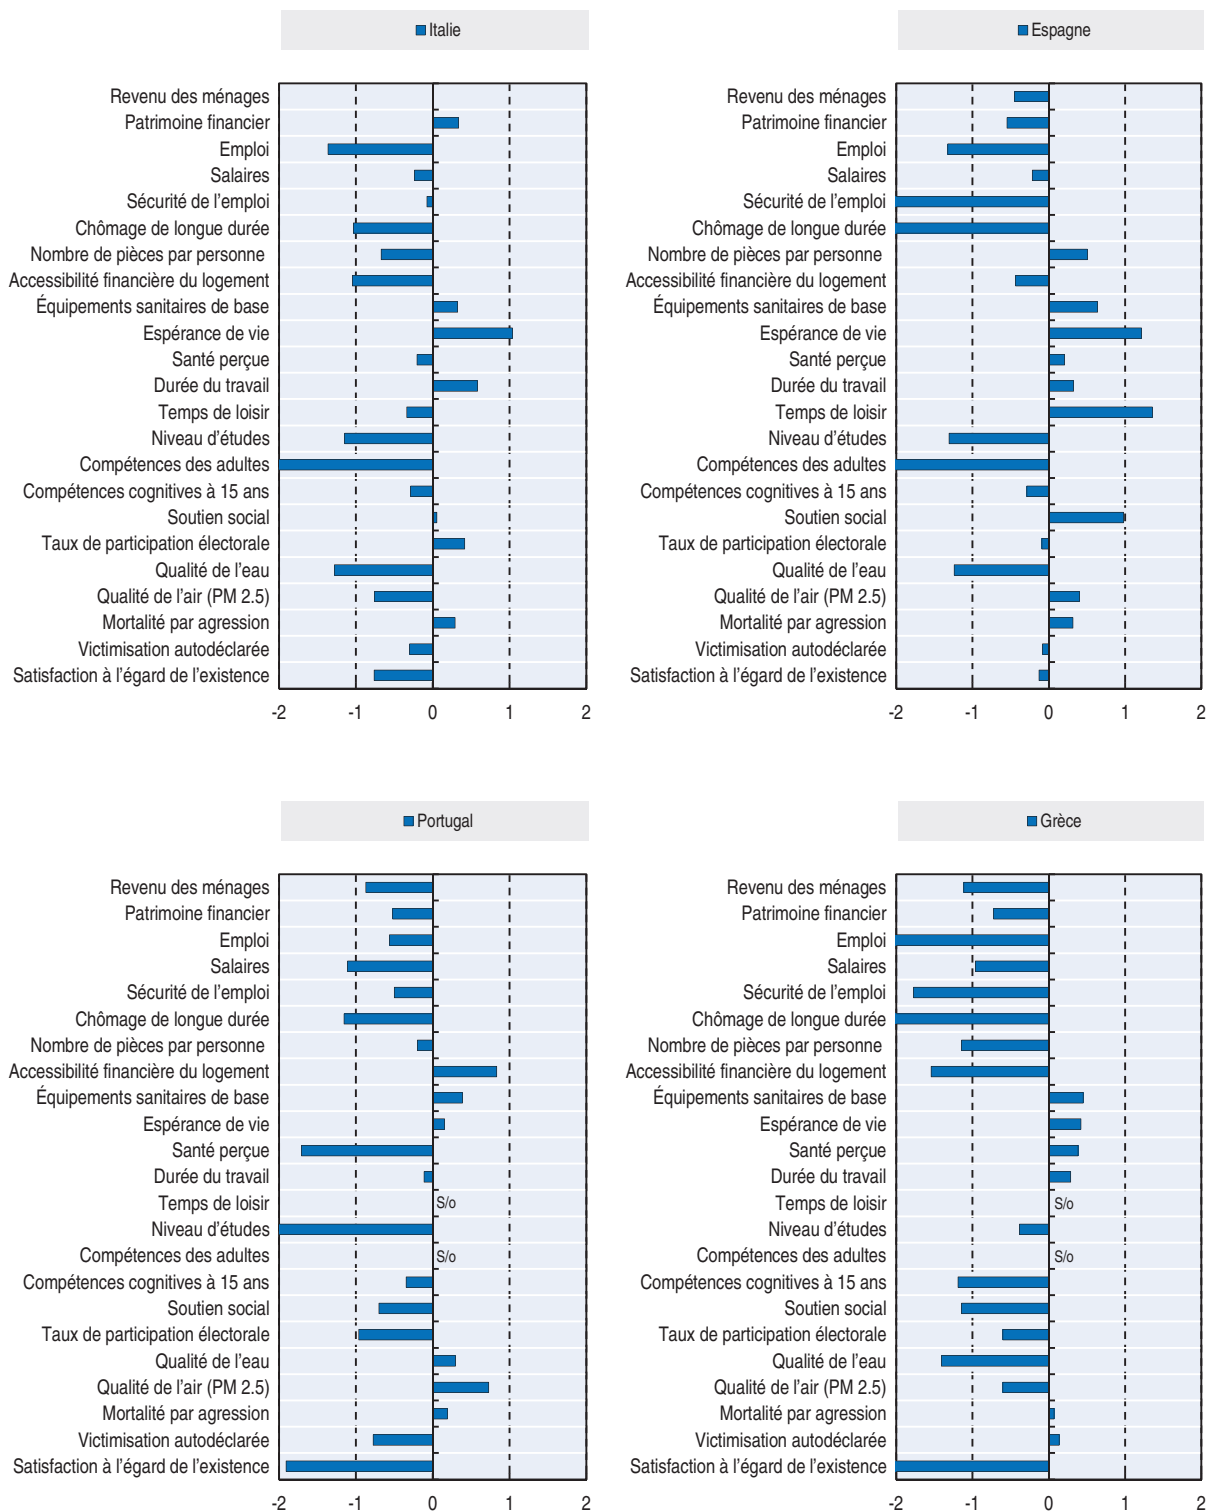 Italie
Revenu des ménages
Patrimoine financier
Emploi
Salaires
Sécurité de l'emploi
Chômage de longue durée
Nombre de pièces par personne
Accessibilité financière du logement
Équipements sanitaires de base
Espérance de vie
Santé perçue
Durée du travail
Temps de loisir
Niveau d'études
Compétences des adultes
Compétences cognitives à 15 ans
Soutien social
Taux de participation électorale
Qualité de l'eau
Qualité de l'air (PM 2.5)
Mortalité par agression
Victimisation autodéclarée
Satisfaction à l'égard de l'existence
-2 -1 0 1 2
Espagne
Revenu des ménages
Patrimoine financier
Emploi
Salaires
Sécurité de l'emploi
Chômage de longue durée
Nombre de pièces par personne
Accessibilité financière du logement
Équipements sanitaires de base
Espérance de vie
Santé perçue
Durée du travail
Temps de loisir
Niveau d'études
Compétences des adultes
Compétences cognitives à 15 ans
Soutien social
Taux de participation électorale
Qualité de l'eau
Qualité de l'air (PM 2.5)
Mortalité par agression
Victimisation autodéclarée
Satisfaction à l'égard de l'existence
-2 -1 0 1 2
Portugal
Revenu des ménages
Patrimoine financier
Emploi
Salaires
Sécurité de l'emploi
Chômage de longue durée
Nombre de pièces par personne
Accessibilité financière du logement
Équipements sanitaires de base
Espérance de vie
Santé perçue
Durée du travail
Temps de loisir S/o
Niveau d'études
Compétences des adultes S/o
Compétences cognitives à 15 ans
Soutien social
Taux de participation électorale
Qualité de l'eau
Qualité de l'air (PM 2.5)
Mortalité par agression
Victimisation autodéclarée
Satisfaction à l'égard de l'existence
-2 -1 0 1 2
Grèce
Revenu des ménages
Patrimoine financier
Emploi
Salaires
Sécurité de l'emploi
Chômage de longue durée
Nombre de pièces par personne
Accessibilité financière du logement
Équipements sanitaires de base
Espérance de vie
Santé perçue
Durée du travail
Temps de loisir S/o
Niveau d'études
Compétences des adultes S/o
Compétences cognitives à 15 ans
Soutien social
Taux de participation électorale
Qualité de l'eau
Qualité de l'air (PM 2.5)
Mortalité par agression
Victimisation autodéclarée
Satisfaction à l'égard de l'existence
-2 -1 0 1 2